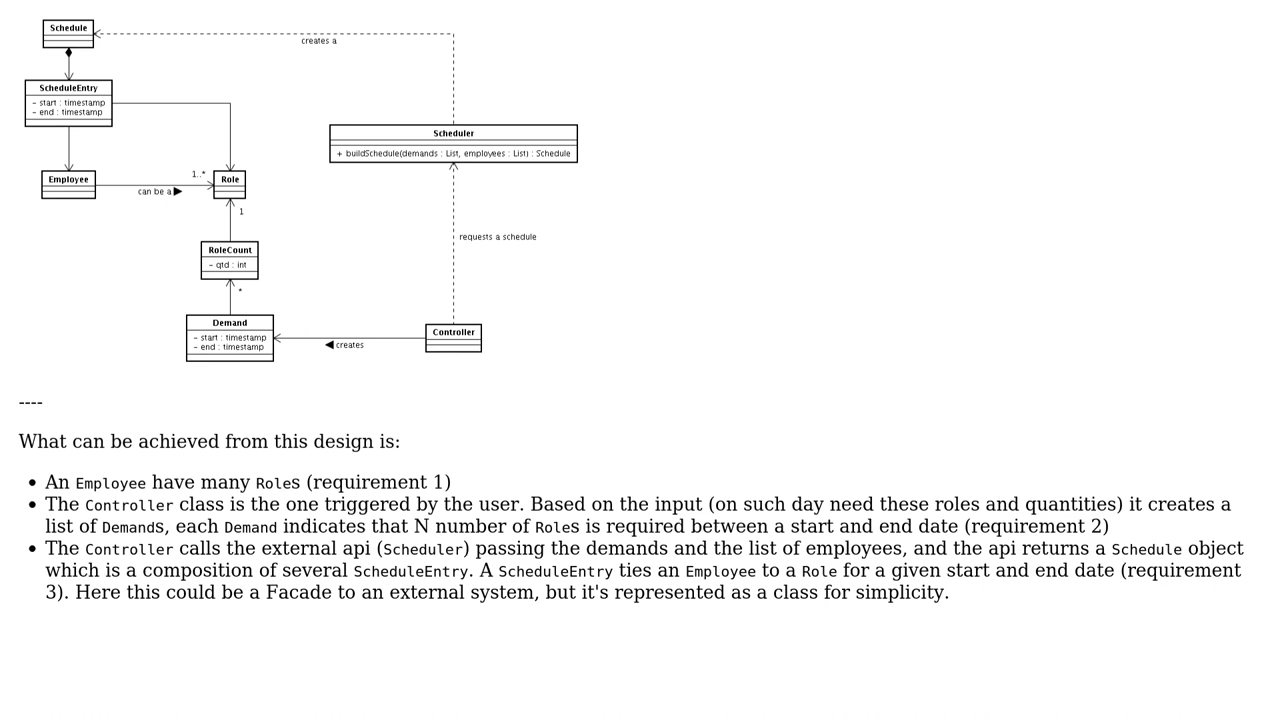 Schedule
creates a
ScheduleEntry
- start : timestamp
- end : timestamp
Scheduler
+ buildSchedule(demands : List, employees : List) : Schedule
Employee
1..*
Role
can be a ▶
1
requests a schedule
RoleCount
- qtd : int
*
Demand
- start : timestamp
- end : timestamp
Controller
◀ creates
----
What can be achieved from this design is:
• An Employee have many Roles (requirement 1)
• The Controller class is the one triggered by the user. Based on the input (on such day need these roles and quantities) it creates a
list of Demands, each Demand indicates that N number of Roles is required between a start and end date (requirement 2)
• The Controller calls the external api (Scheduler) passing the demands and the list of employees, and the api returns a Schedule object
which is a composition of several ScheduleEntry. A ScheduleEntry ties an Employee to a Role for a given start and end date (requirement
3). Here this could be a Facade to an external system, but it's represented as a class for simplicity.